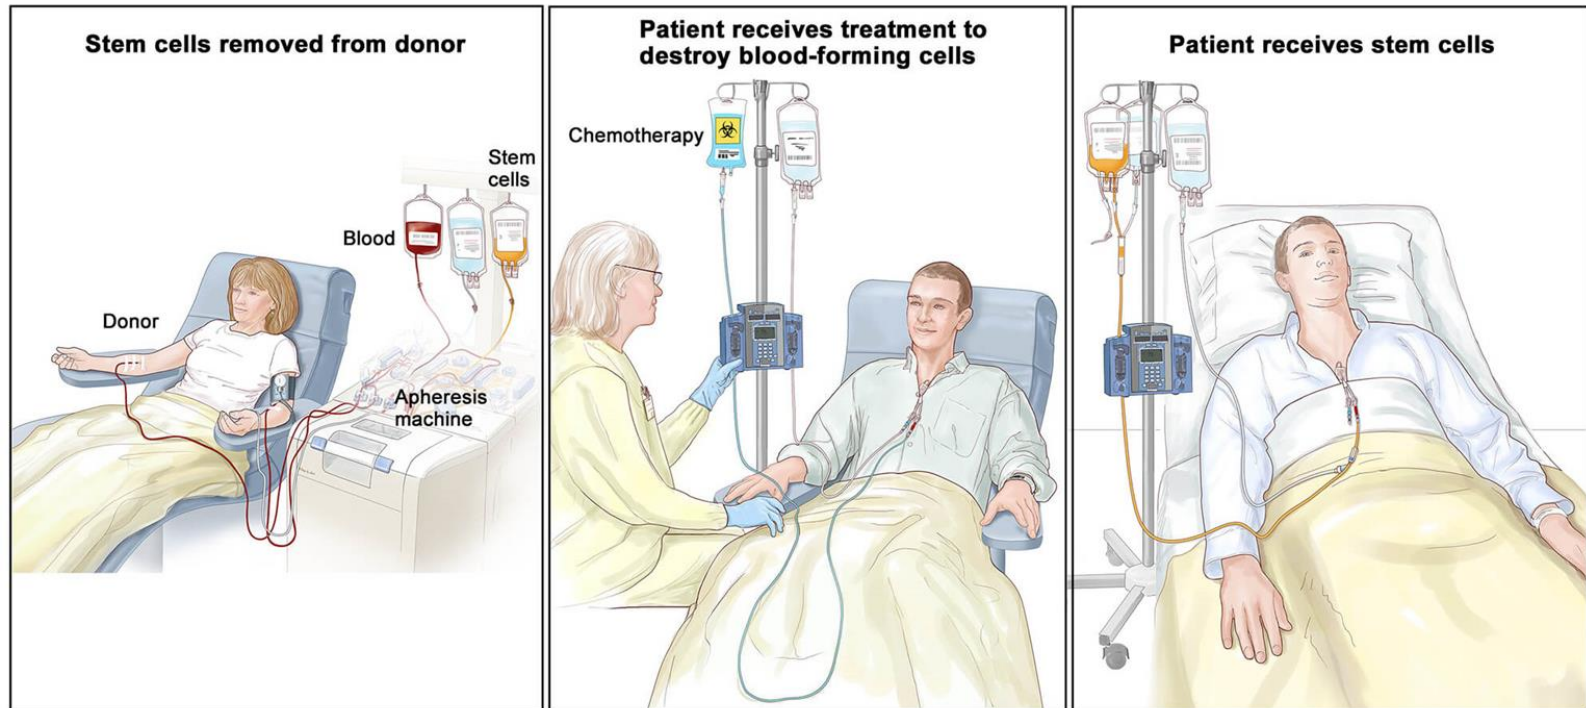 Stem cells removed from donor
Stem
cells
Blood
Donor
Apheresis
machine
Patient receives treatment to
destroy blood-forming cells
Chemotherapy
Patient receives stem cells